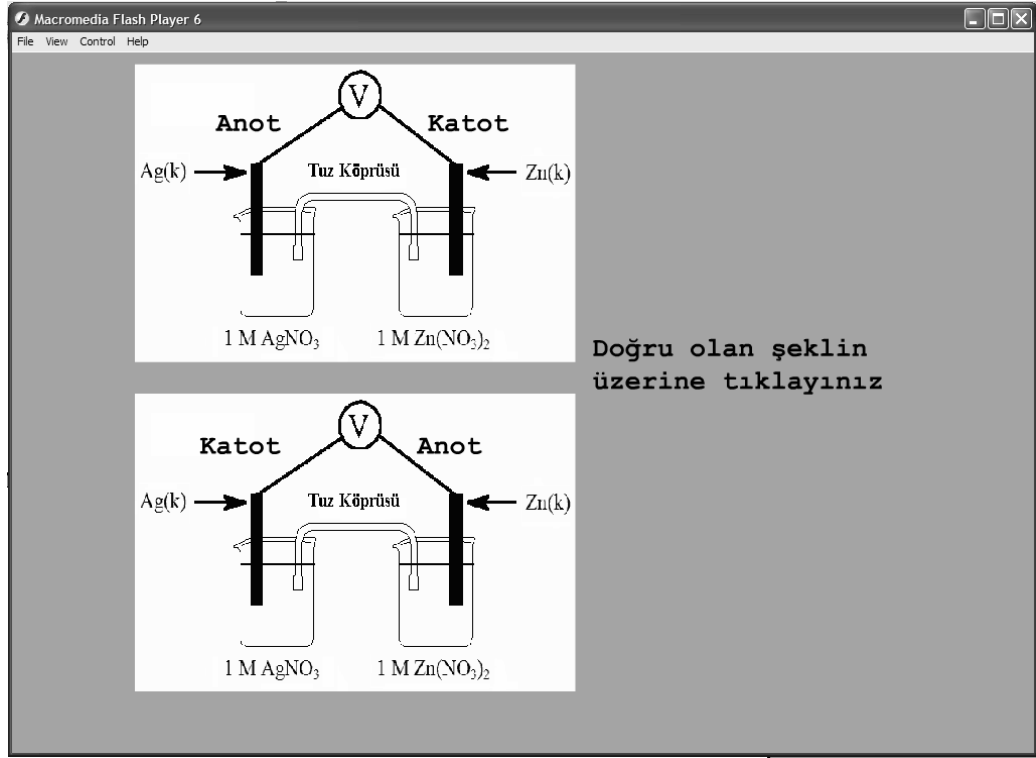 Macromedia Flash Player 6
File View Control Help
V
Anot Katot
Ag(k) Tuz Köprüsü Zn(k)
1 M AgNO₃ 1 M Zn(NO₃)₂
Doğru olan şeklin
üzerine tıklayınız
V
Katot Anot
Ag(k) Tuz Köprüsü Zn(k)
1 M AgNO₃ 1 M Zn(NO₃)₂